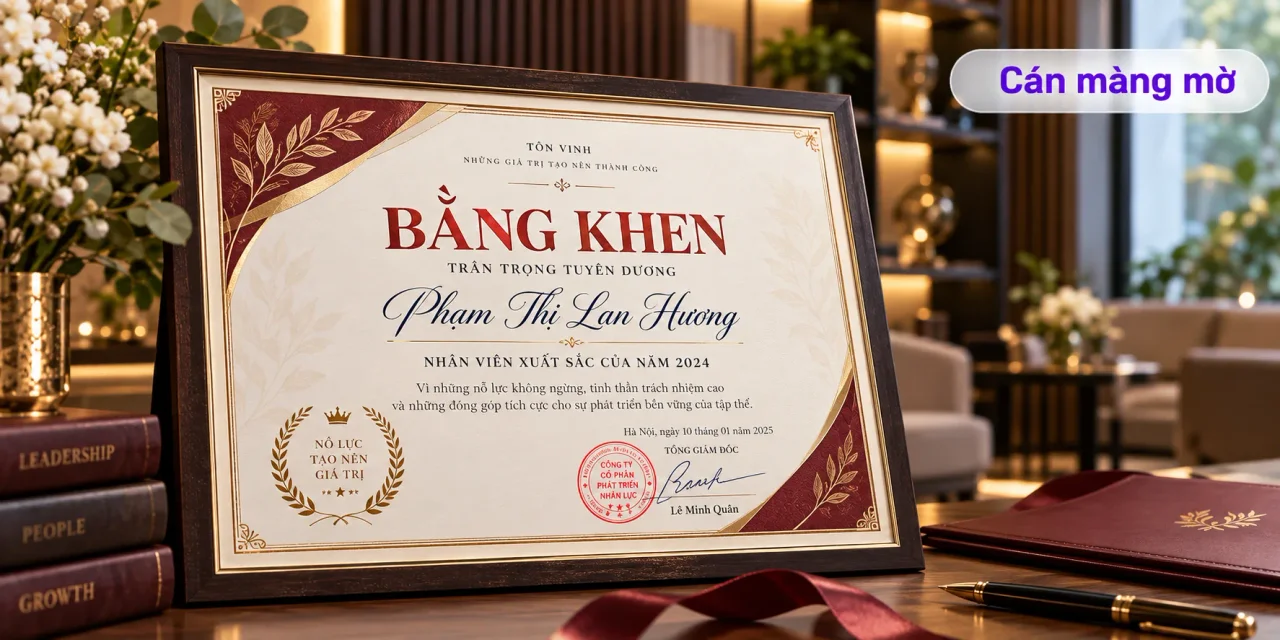 Cán màng mờ
TÔN VINH
NHỮNG GIÁ TRỊ TẠO NÊN THÀNH CÔNG
BẰNG KHEN
TRÂN TRỌNG TUYÊN DƯƠNG
Phạm Thị Lan Hương
NHÂN VIÊN XUẤT SẮC CỦA NĂM 2024
Vì những nỗ lực không ngừng, tinh thần trách nhiệm cao
và những đóng góp tích cực cho sự phát triển bền vững của tập thể.
Hà Nội, ngày 10 tháng 01 năm 2025
TỔNG GIÁM ĐỐC
NỖ LỰC
TẠO NÊN
GIÁ TRỊ
CÔNG TY
CỔ PHẦN
PHÁT TRIỂN
NHÂN LỰC
Lê Minh Quân
LEADERSHIP
PEOPLE
GROWTH